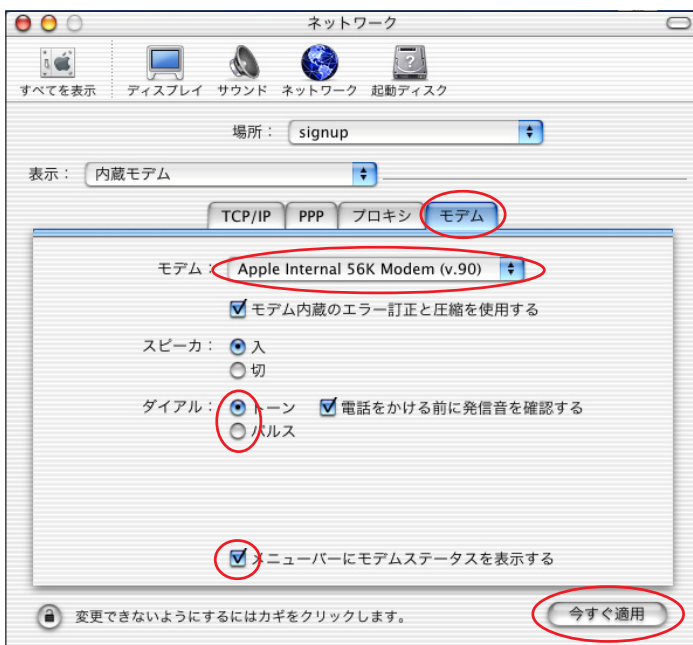 ネットワーク
すべてを表示 ディスプレイ サウンド ネットワーク 起動ディスク
場所： signup
表示： 内蔵モデム
TCP/IP PPP プロキシ モデム
モデム： Apple Internal 56K Modem (v.90)
モデム内蔵のエラー訂正と圧縮を使用する
スピーカ： 入
切
ダイアル： トーン 電話をかける前に発信音を確認する
パルス
メニューバーにモデムステータスを表示する
変更できないようにするにはカギをクリックします。 今すぐ適用